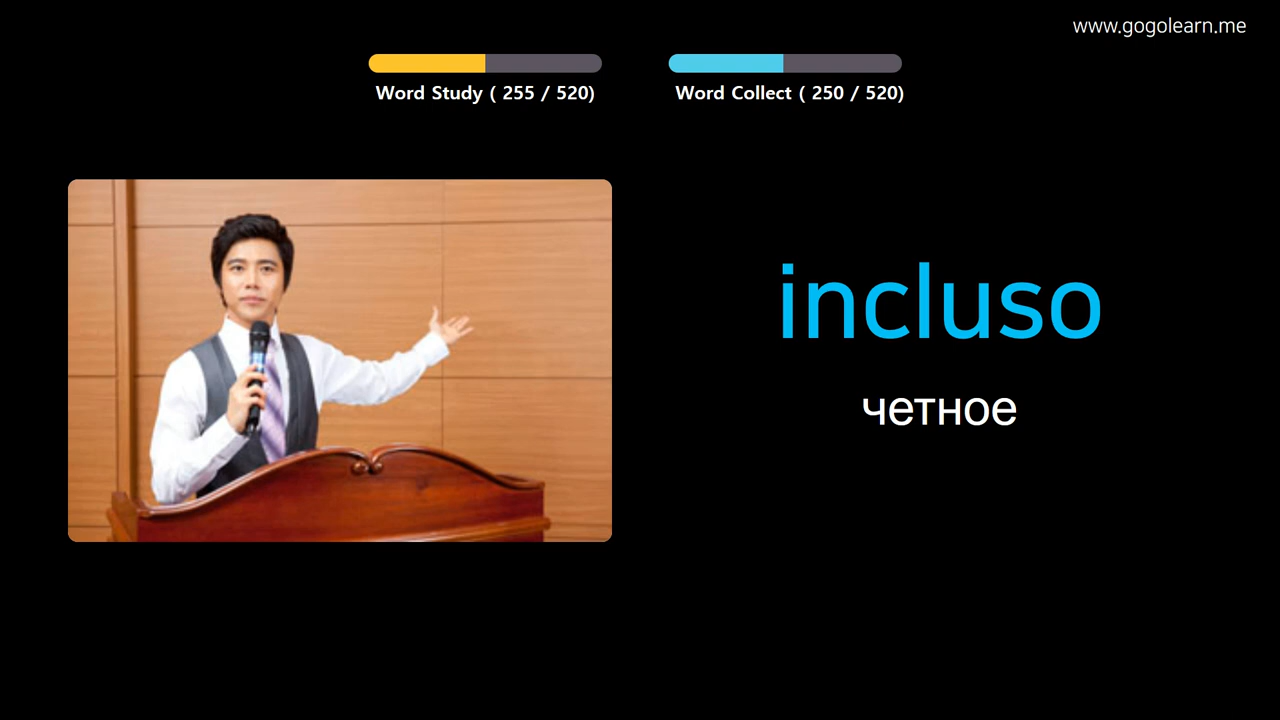 www.gogolearn.me
Word Study ( 255 / 520)
Word Collect ( 250 / 520)
incluso
четное